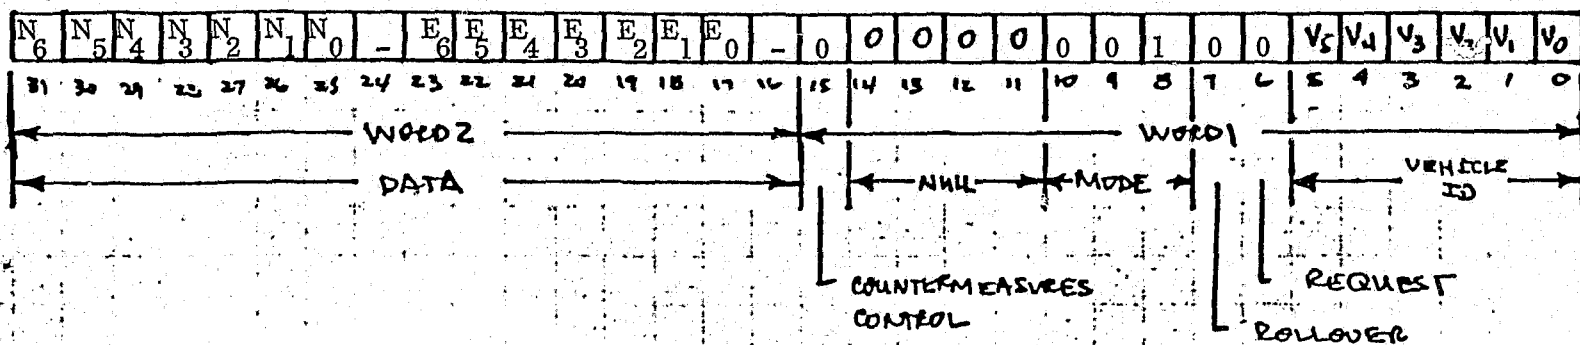 N6 N5 N4 N3 N2 N1 N0 - E6 E5 E4 E3 E2 E1 E0 - 0 0 0 0 0 0 0 1 0 0 V5 V4 V3 V2 V1 V0
31 30 29 28 27 26 25 24 23 22 21 20 19 18 17 16 15 14 13 12 11 10 9 8 7 6 5 4 3 2 1 0
WORD2 WORD1
DATA NULL MODE VEHICLE
ID
COUNTERMEASURES REQUEST
CONTROL
ROLLOVER